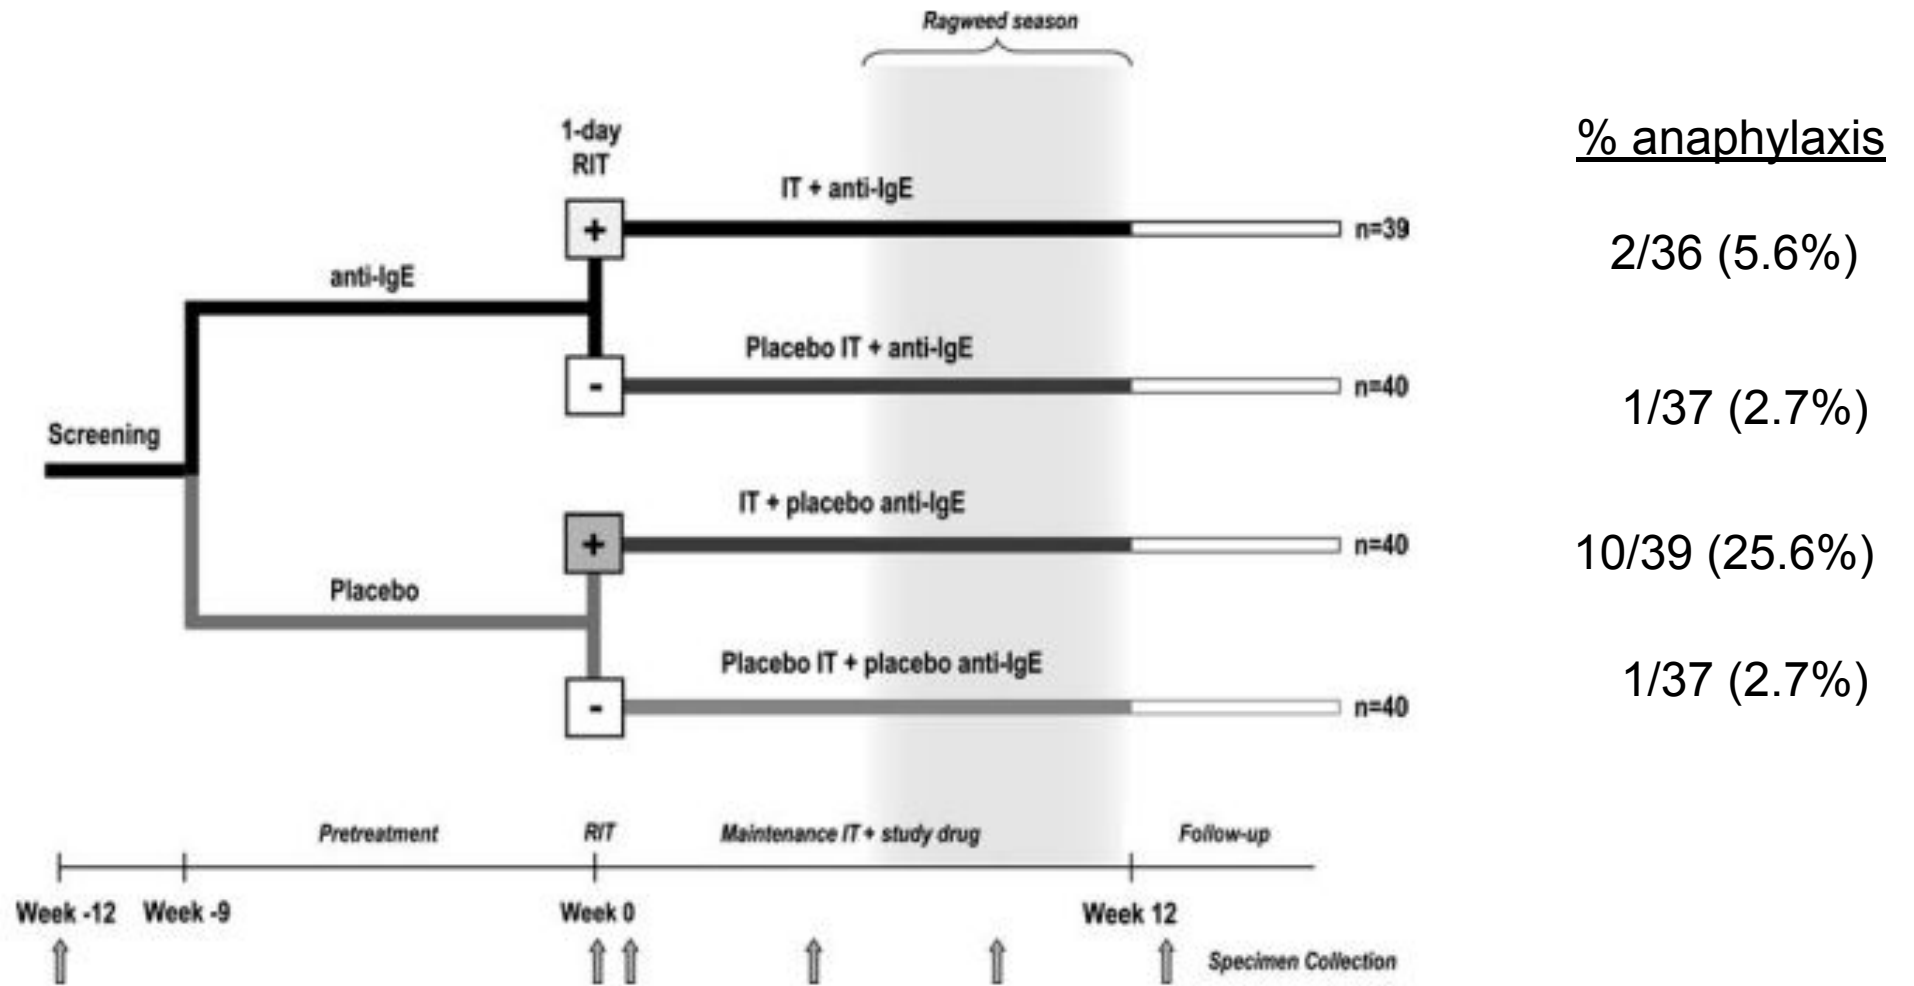 Ragweed season
1-day
RIT
% anaphylaxis
+
IT + anti-IgE
n=39
2/36 (5.6%)
anti-IgE
-
Placebo IT + anti-IgE
n=40
1/37 (2.7%)
Screening
+
IT + placebo anti-IgE
n=40
10/39 (25.6%)
Placebo
-
Placebo IT + placebo anti-IgE
n=40
1/37 (2.7%)
Pretreatment
RIT
Maintenance IT + study drug
Follow-up
Week -12
Week -9
Week 0
Week 12
Specimen Collection